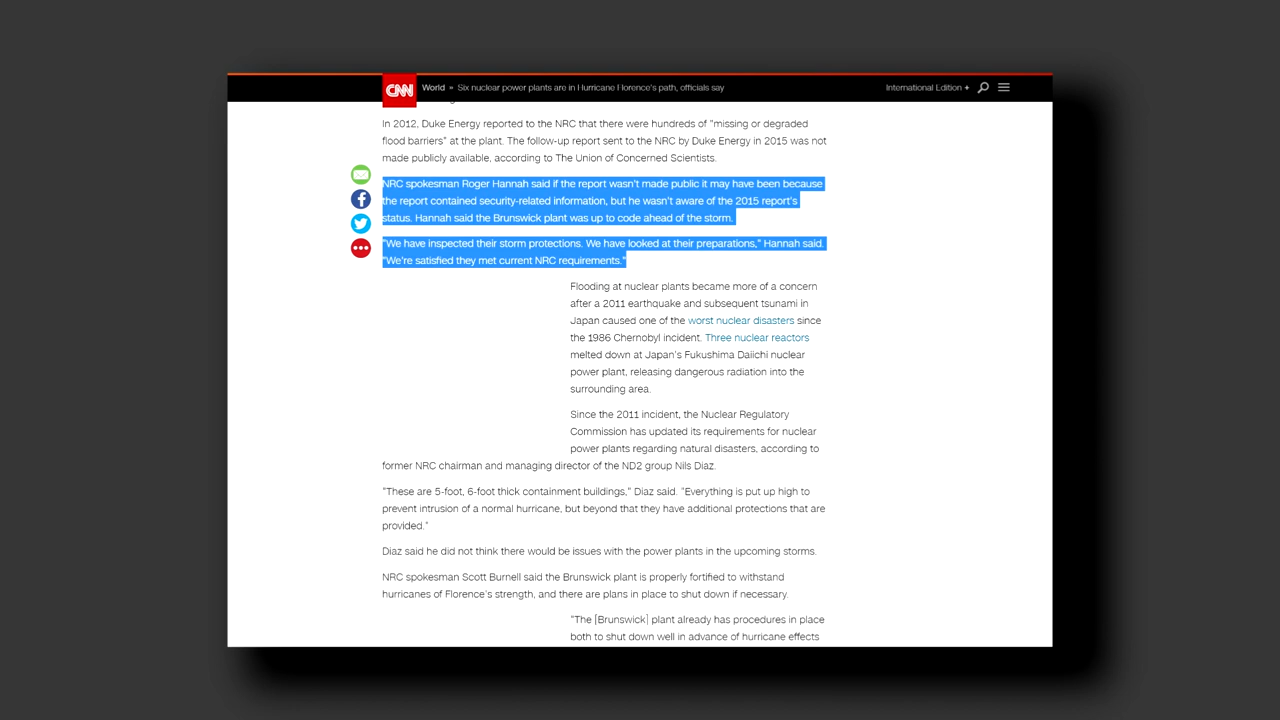 CNN World » Six nuclear power plants are in Hurricane Florence's path, officials say International Edition +
In 2012, Duke Energy reported to the NRC that there were hundreds of "missing or degraded
flood barriers" at the plant. The follow-up report sent to the NRC by Duke Energy in 2015 was not
made publicly available, according to The Union of Concerned Scientists.
NRC spokesman Roger Hannah said if the report wasn't made public it may have been because
the report contained security-related information, but he wasn't aware of the 2015 report's
status. Hannah said the Brunswick plant was up to code ahead of the storm.
"We have inspected their storm protections. We have looked at their preparations," Hannah said.
"We're satisfied they met current NRC requirements."
Flooding at nuclear plants became more of a concern
after a 2011 earthquake and subsequent tsunami in
Japan caused one of the worst nuclear disasters since
the 1986 Chernobyl incident. Three nuclear reactors
melted down at Japan's Fukushima Daiichi nuclear
power plant, releasing dangerous radiation into the
surrounding area.
Since the 2011 incident, the Nuclear Regulatory
Commission has updated its requirements for nuclear
power plants regarding natural disasters, according to
former NRC chairman and managing director of the ND2 group Nils Diaz.
"These are 5-foot, 6-foot thick containment buildings," Diaz said. "Everything is put up high to
prevent intrusion of a normal hurricane, but beyond that they have additional protections that are
provided."
Diaz said he did not think there would be issues with the power plants in the upcoming storms.
NRC spokesman Scott Burnell said the Brunswick plant is properly fortified to withstand
hurricanes of Florence's strength, and there are plans in place to shut down if necessary.
"The [Brunswick] plant already has procedures in place
both to shut down well in advance of hurricane effects